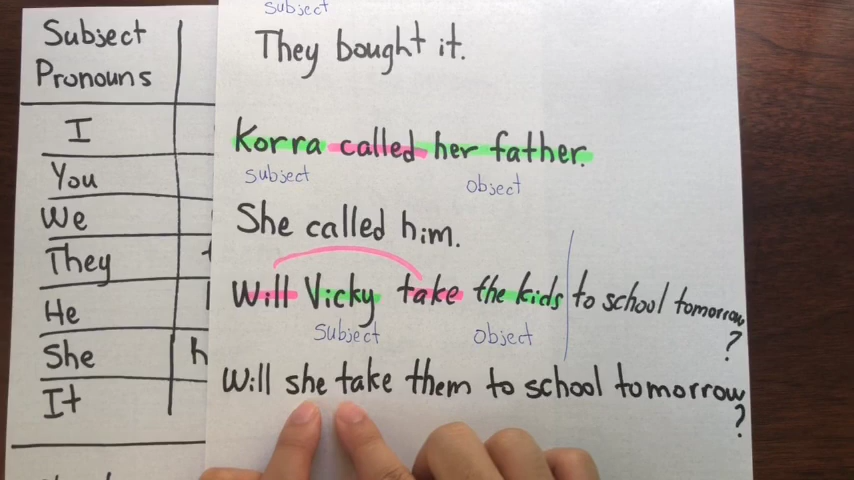 Subject
Pronouns
I
You
We
They
He
She
It
subject
They bought it.
Korra called her father.
subject object
She called him.
Will Vicky take the kids to school tomorrow
?
subject object
Will she take them to school tomorrow
?